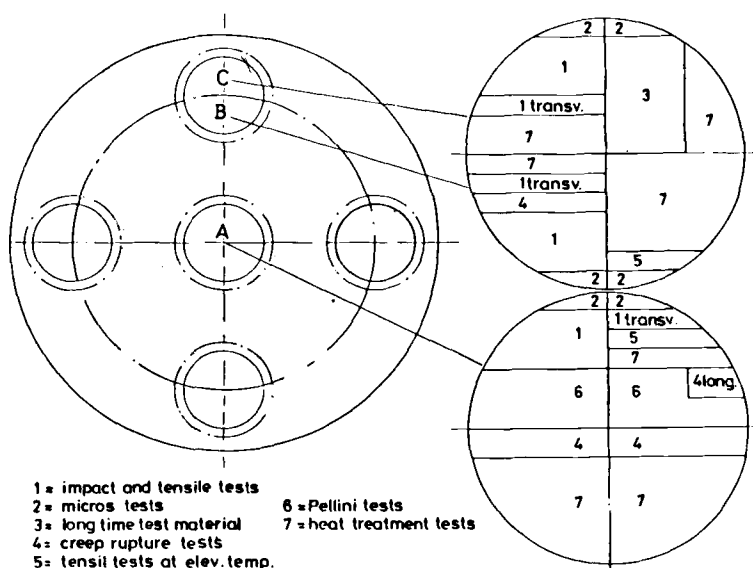 C
B
A
2 2
1
1 transv.
3
7
7
7
1 transv.
4
7
1
5
2 2
2 2
1 transv.
1
5
7
6 6
4 long.
4 4
7 7
1 = impact and tensile tests
2 = micros tests
3 = long time test material
4 = creep rupture tests
5 = tensil tests at elev. temp.
6 = Pellini tests
7 = heat treatment tests